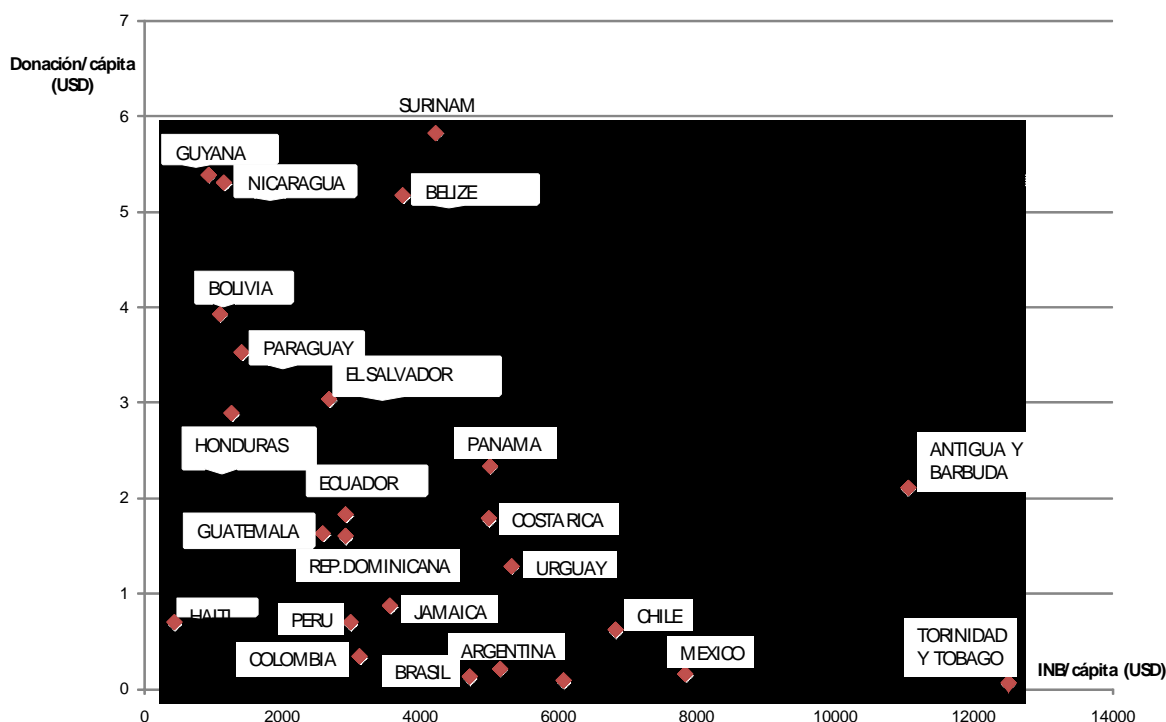 7
Donación/cápita
(USD)
SURINAM
6
GUYANA
NICARAGUA
BELIZE
5
BOLIVIA
4
PARAGUAY
EL SALVADOR
3
HONDURAS
PANAMA
ANTIGUA Y
BARBUDA
ECUADOR
2
GUATEMALA
COSTA RICA
REP.DOMINICANA
URGUAY
1
HAITI
PERU
JAMAICA
CHILE
TORINIDAD
Y TOBAGO
COLOMBIA
BRASIL
ARGENTINA
MEXICO
INB/cápita (USD)
0
0 2000 4000 6000 8000 10000 12000 14000